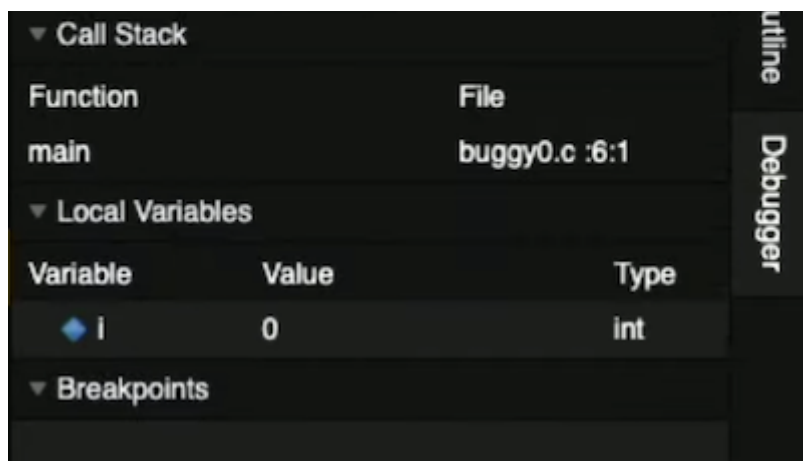 Call Stack
Function File
main buggy0.c :6:1
Local Variables
Variable Value Type
i 0 int
Breakpoints
utline
Debugger